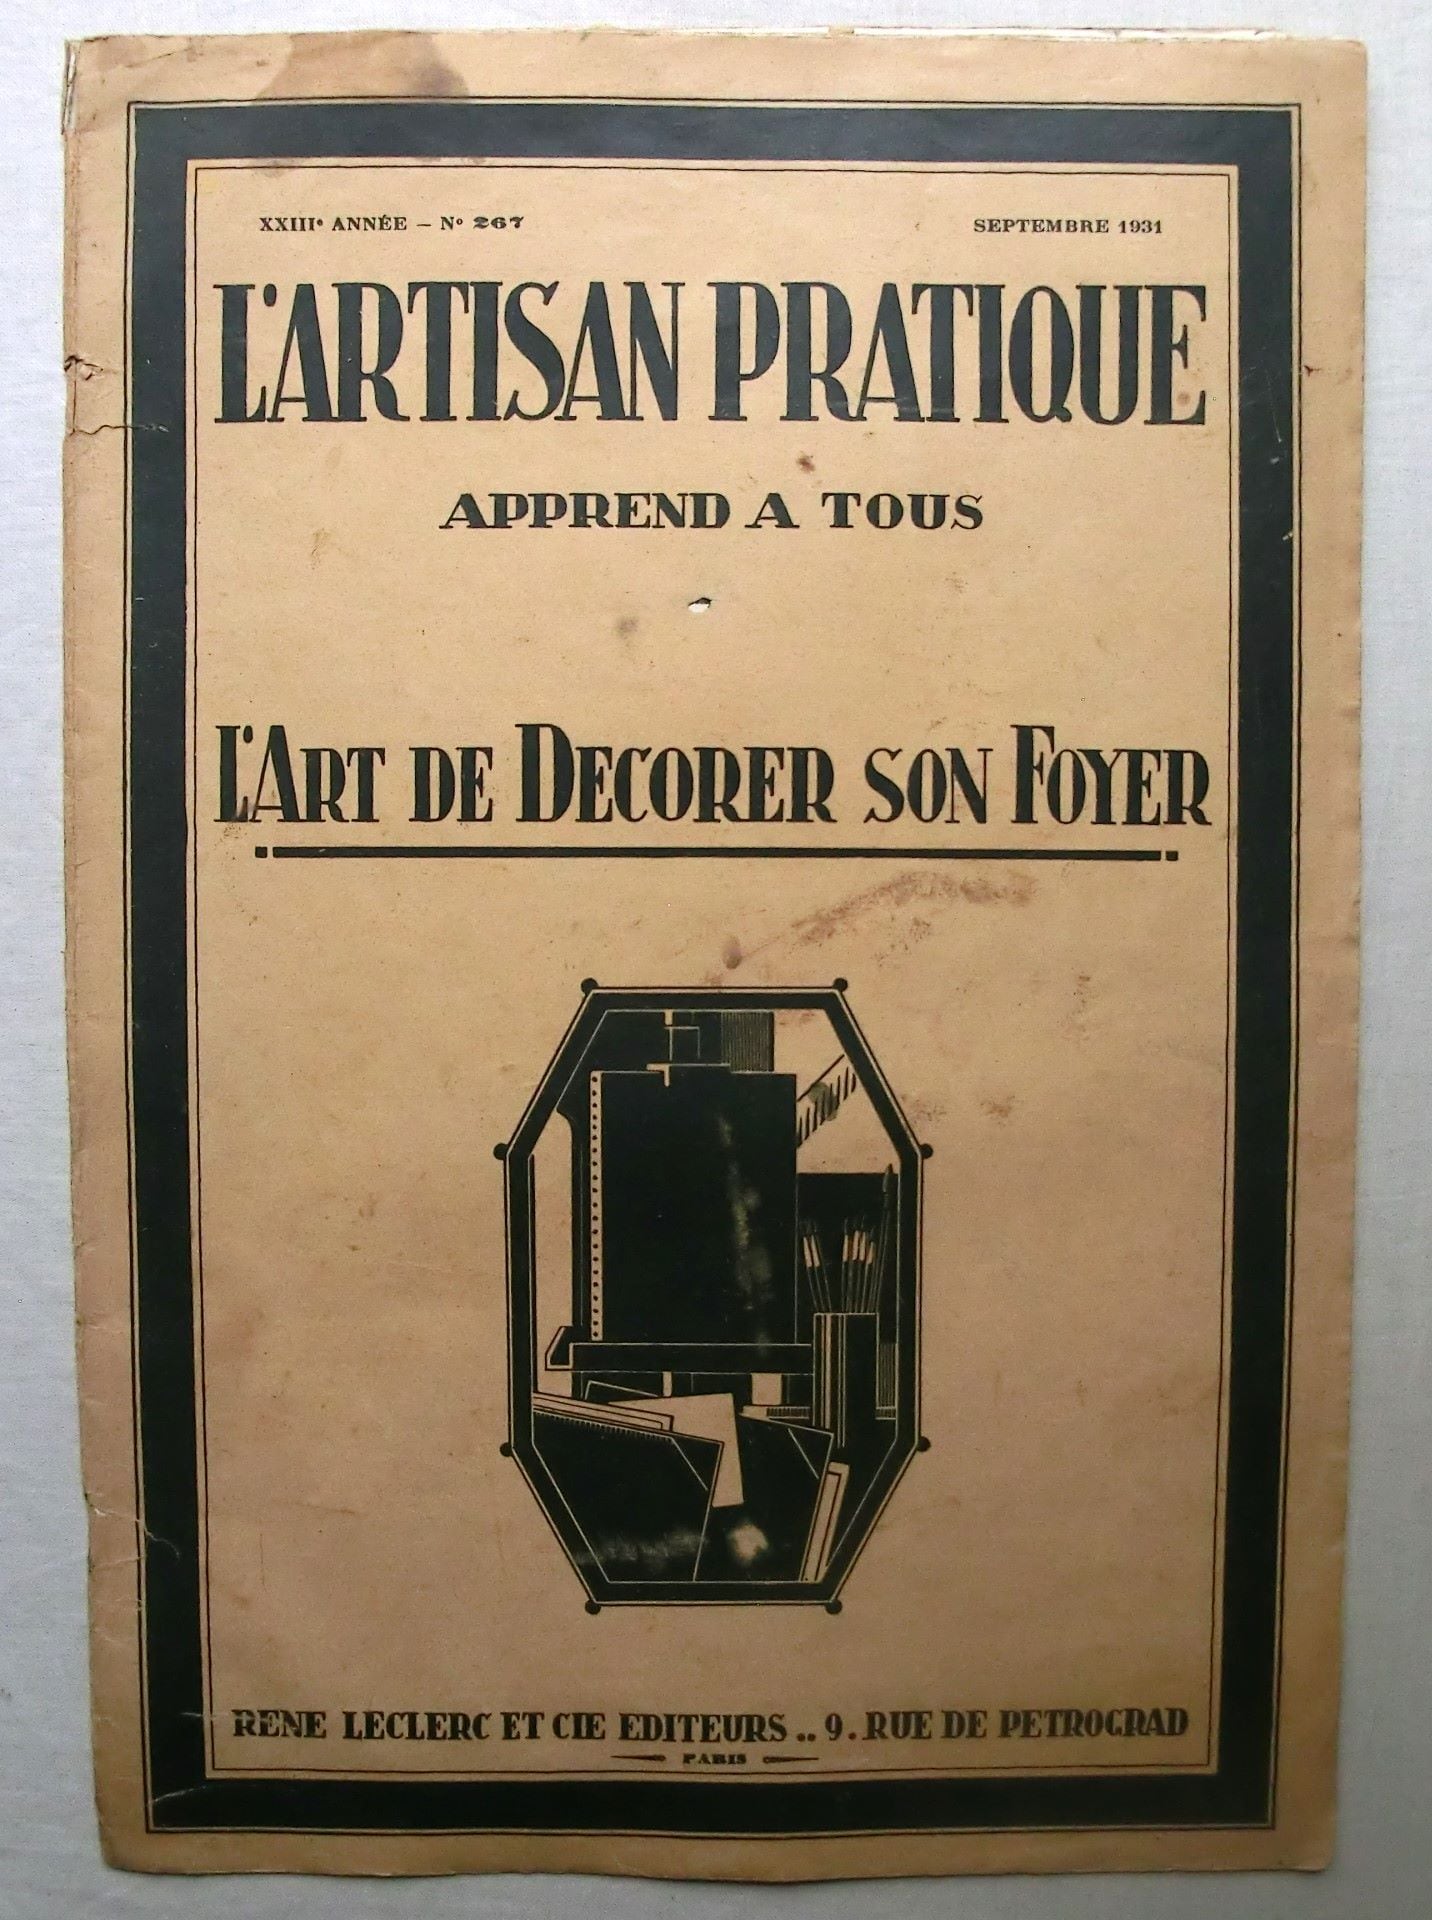 XXIIIe ANNÉE – No 267
SEPTEMBRE 1931
L'ARTISAN PRATIQUE
APPREND A TOUS
L'ART DE DECORER SON FOYER
RENE LECLERC ET CIE EDITEURS .. 9. RUE DE PETROGRAD
PARIS